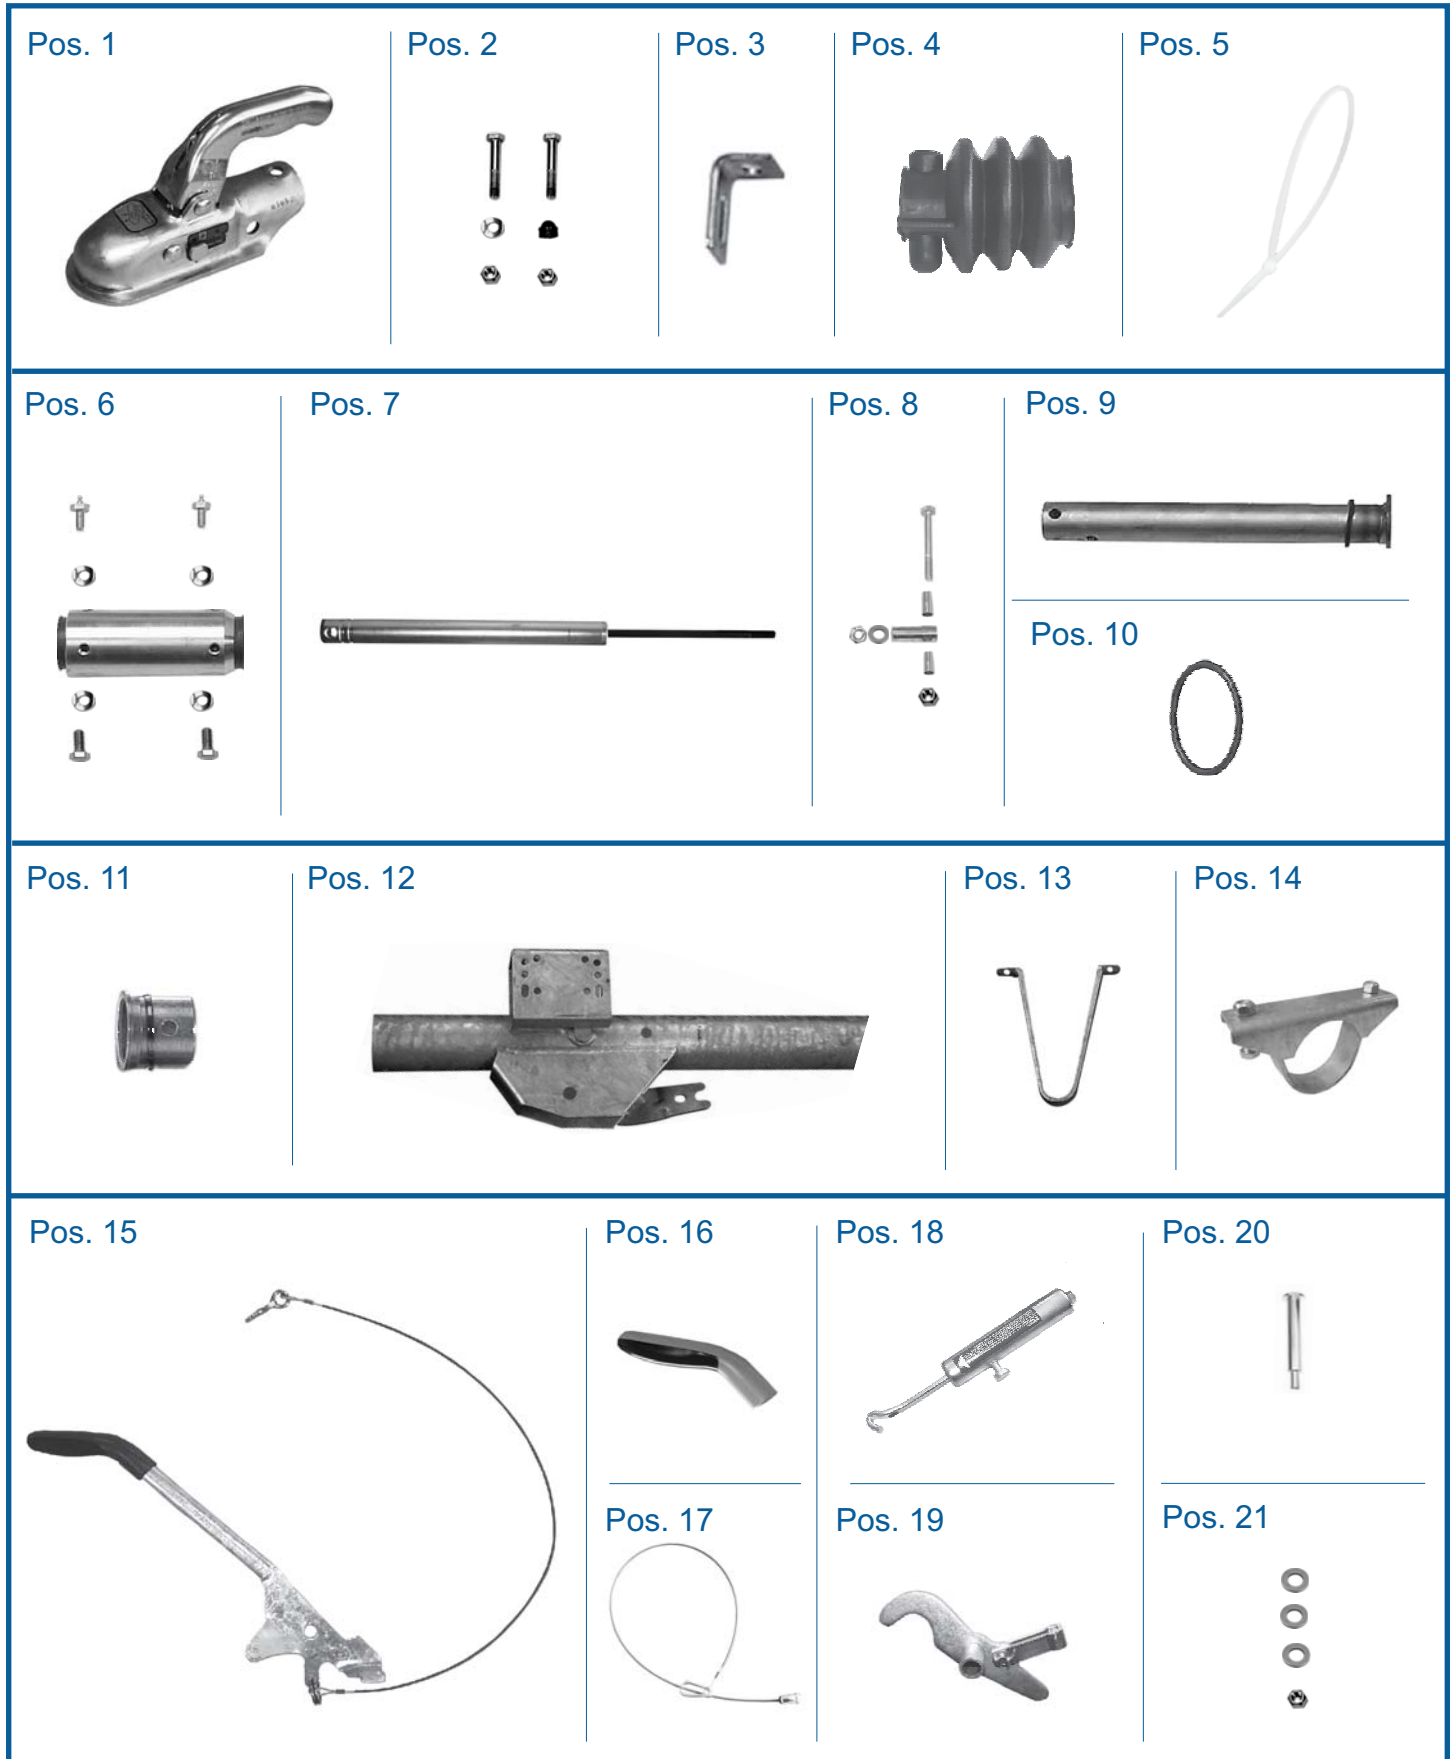 Pos. 1
Pos. 2
Pos. 3
Pos. 4
Pos. 5
Pos. 6
Pos. 7
Pos. 8
Pos. 9
Pos. 10
Pos. 11
Pos. 12
Pos. 13
Pos. 14
Pos. 15
Pos. 16
Pos. 18
Pos. 20
Pos. 17
Pos. 19
Pos. 21